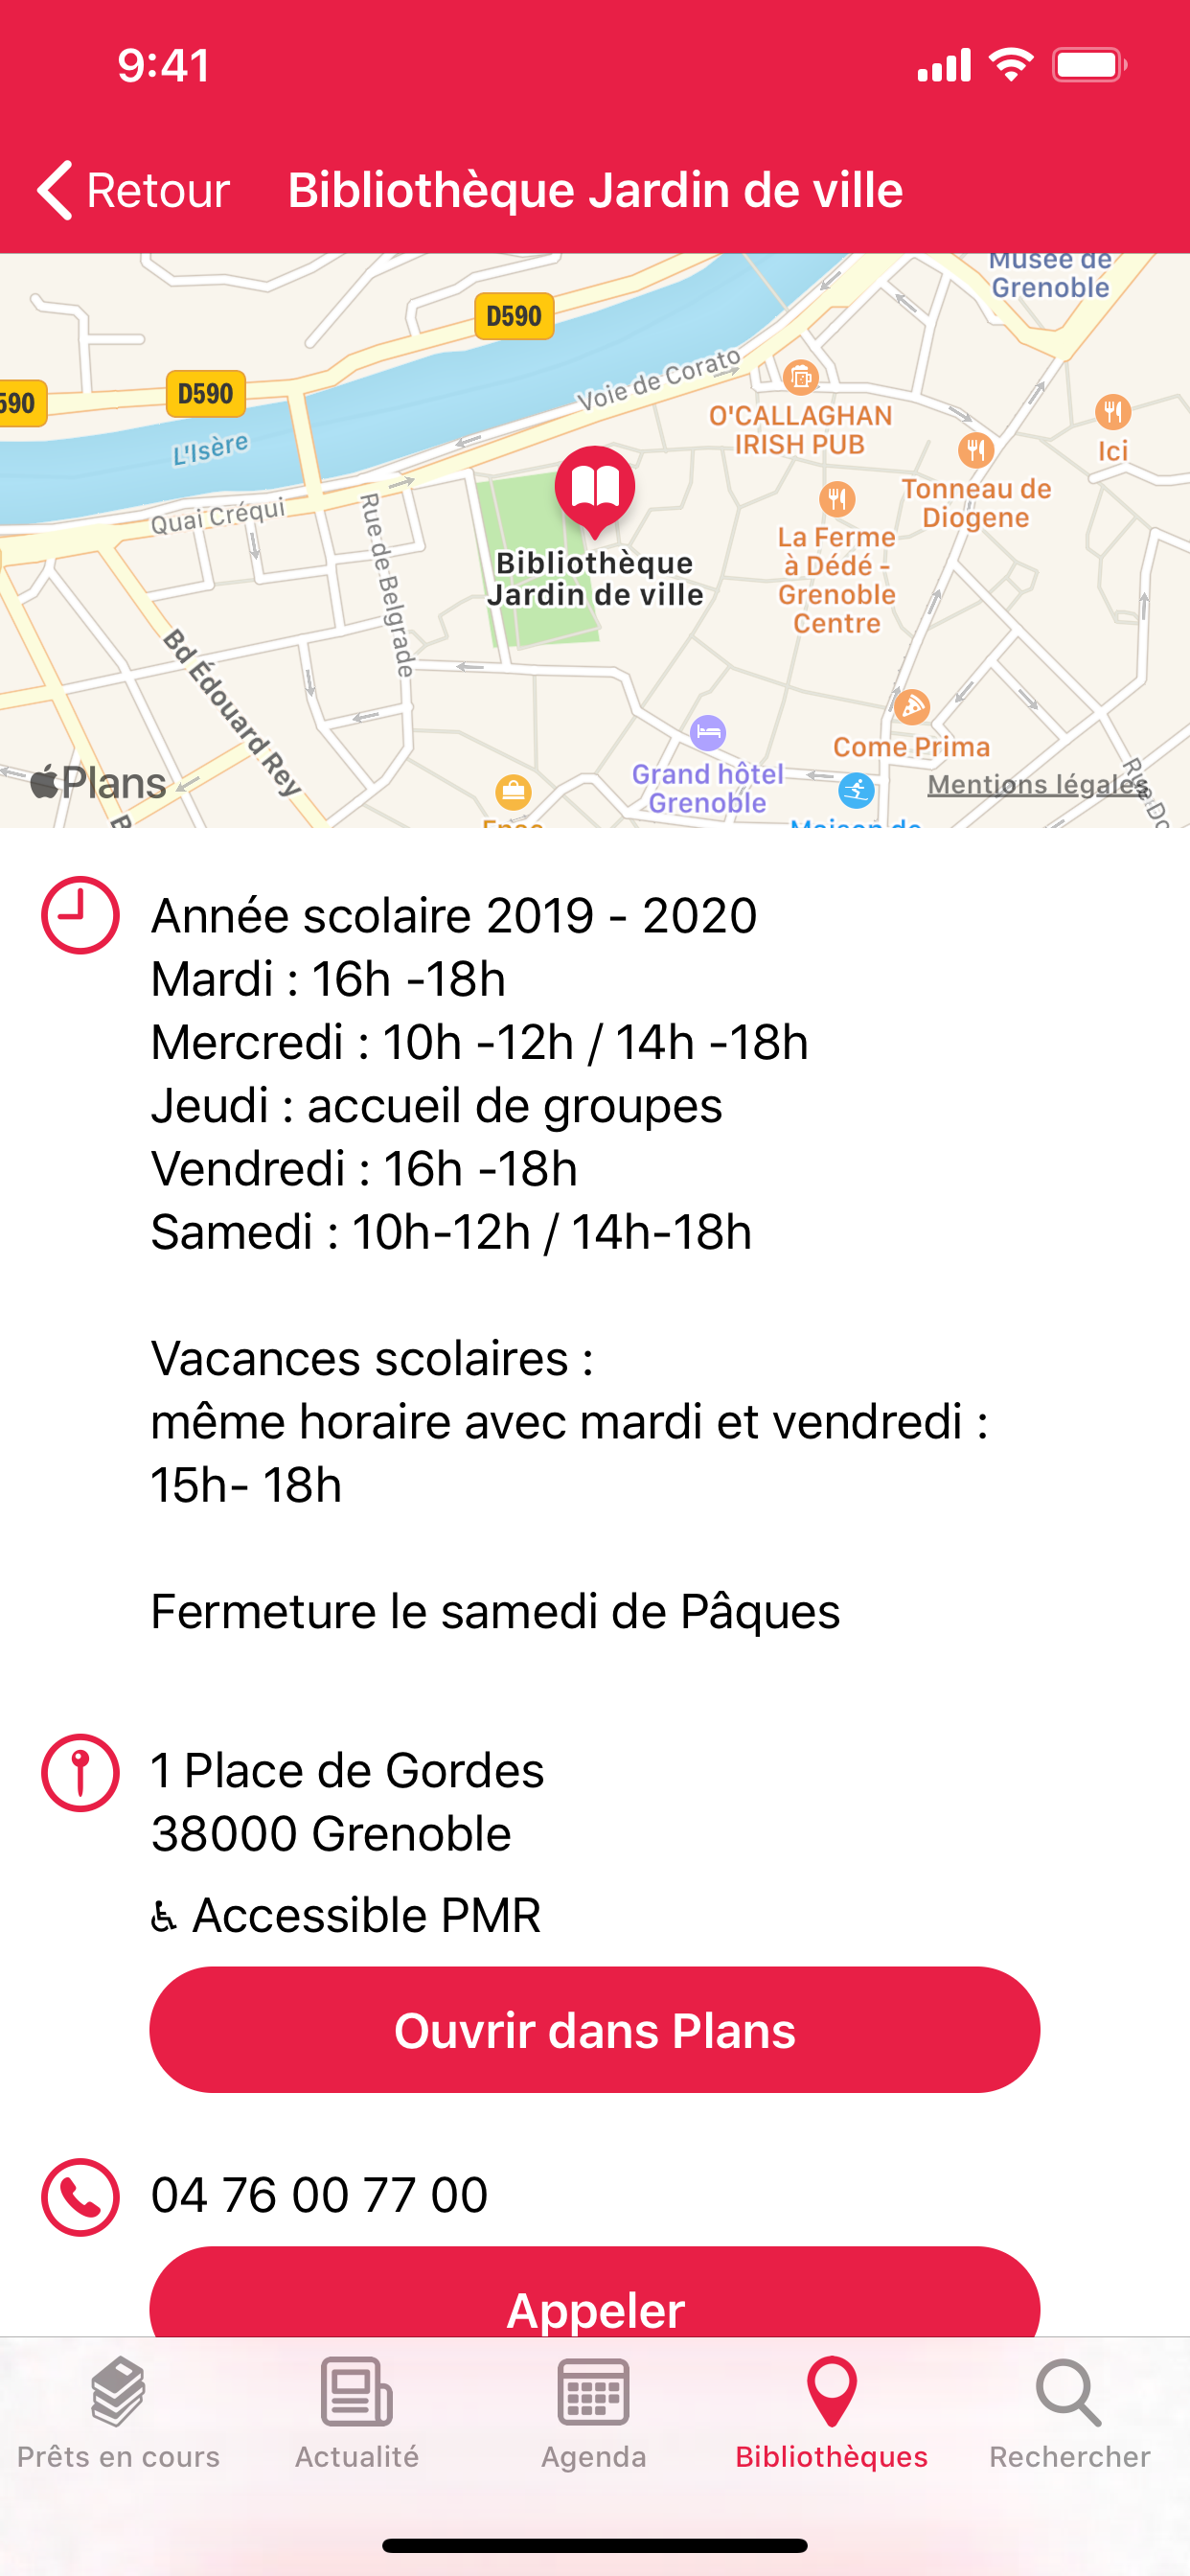 9:41
Retour
Bibliothèque Jardin de ville
Musée de
Grenoble
D590
D590
590
Voie de Corato
L'Isère
O'CALLAGHAN
IRISH PUB
Ici
Tonneau de
Diogene
Quai Créqui
Rue de Belgrade
La Ferme
à Dédé -
Grenoble
Centre
Bibliothèque
Jardin de ville
Bd Édouard Rey
Come Prima
Grand hôtel
Grenoble
Plans
Mentions légales
Fnac
Maison de
Année scolaire 2019 - 2020
Mardi : 16h -18h
Mercredi : 10h -12h / 14h -18h
Jeudi : accueil de groupes
Vendredi : 16h -18h
Samedi : 10h-12h / 14h-18h
Vacances scolaires :
même horaire avec mardi et vendredi :
15h- 18h
Fermeture le samedi de Pâques
1 Place de Gordes
38000 Grenoble
♿ Accessible PMR
Ouvrir dans Plans
04 76 00 77 00
Appeler
Prêts en cours
Actualité
Agenda
Bibliothèques
Rechercher